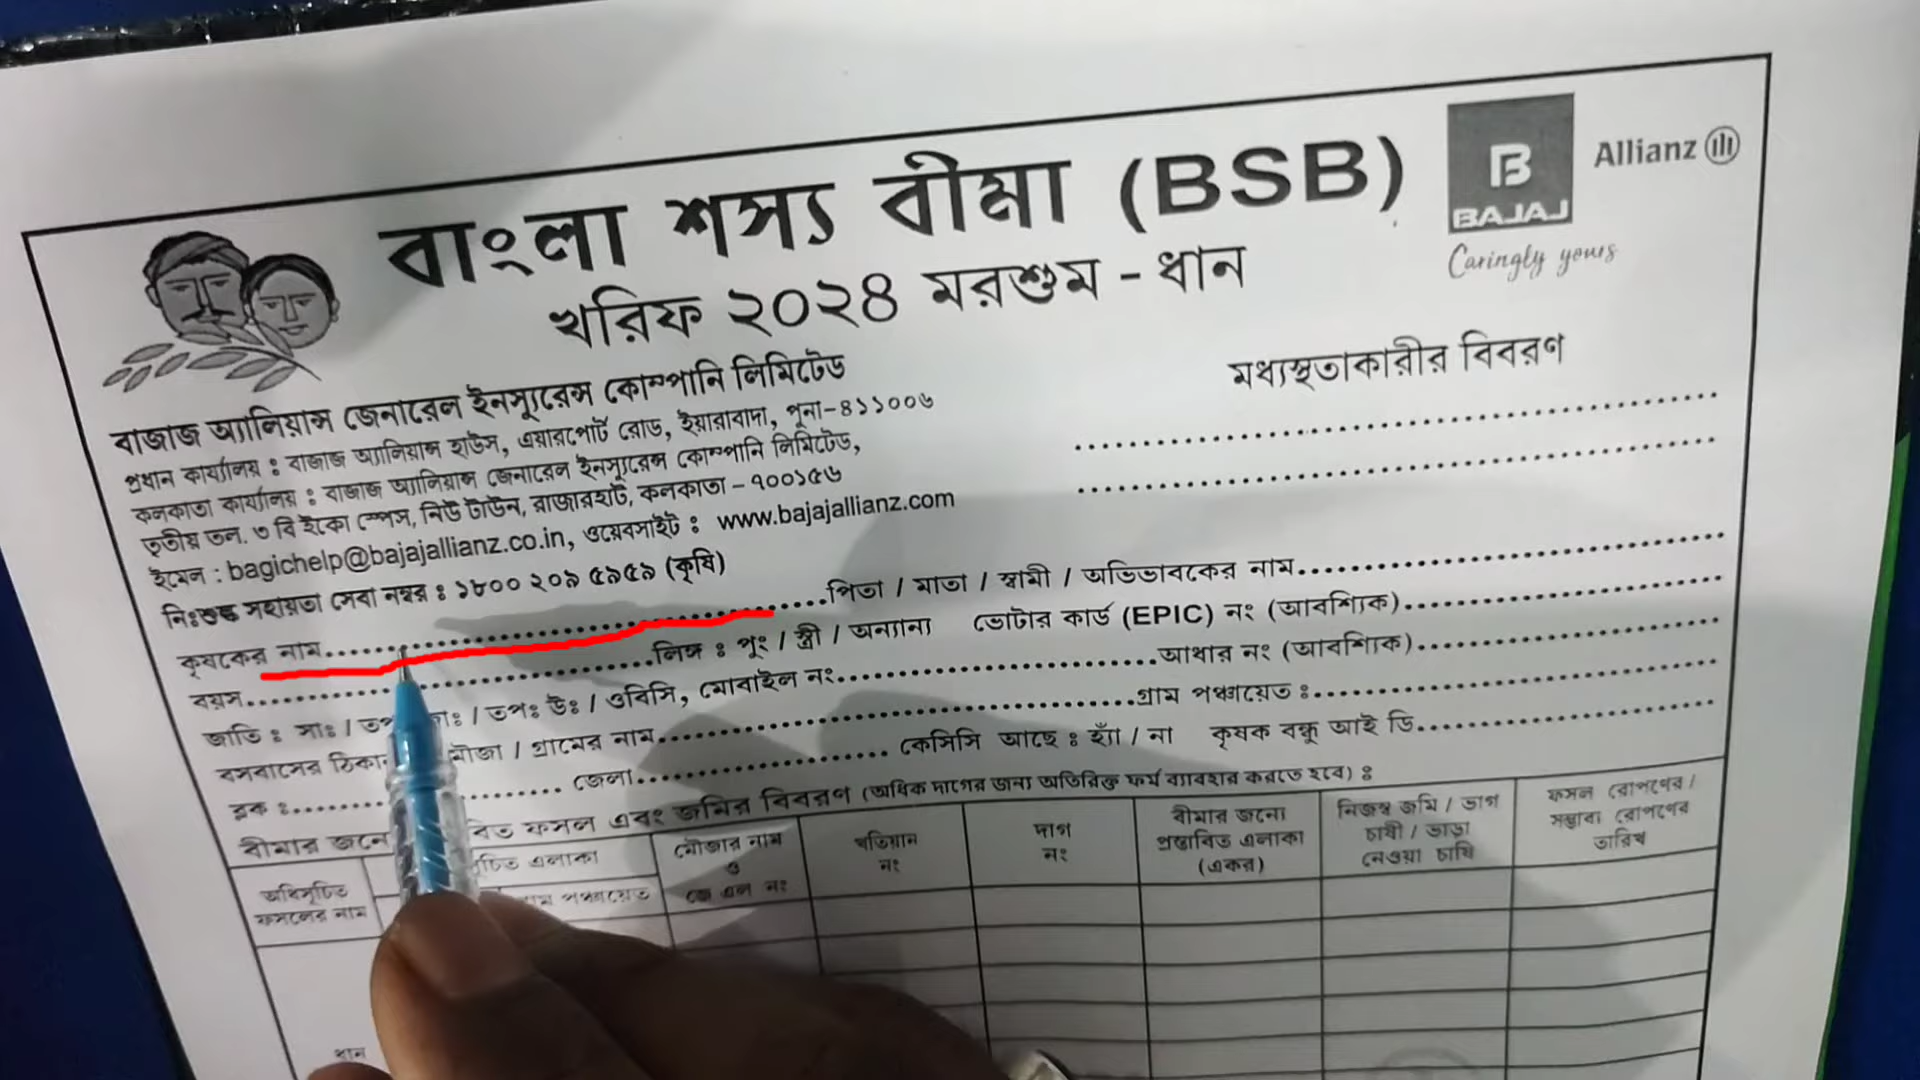 বাংলা শস্য বীমা (BSB)
খরিফ ২০২৪ মরশুম - ধান
BAJAJ
Allianz
Caringly yours
বাজাজ অ্যালিয়ান্স জেনারেল ইনস্যুরেন্স কোম্পানি লিমিটেড
প্রধান কার্য্যালয় : বাজাজ অ্যালিয়ান্স হাউস, এয়ারপোর্ট রোড, ইয়ারাবাদা, পুনা-৪১১০০৬
কলকাতা কার্য্যালয় : বাজাজ অ্যালিয়ান্স জেনারেল ইনস্যুরেন্স কোম্পানি লিমিটেড,
তৃতীয় তল. ৩ বি ইকো স্পেস, নিউ টাউন, রাজারহাট, কলকাতা - ৭০০১৫৬
ইমেল : bagichelp@bajajallianz.co.in, ওয়েবসাইট : www.bajajallianz.com
নিঃশুল্ক সহায়তা সেবা নম্বর : ১৮০০ ২০৯ ৫৯৫৯ (কৃষি)
মধ্যস্থতাকারীর বিবরণ
কৃষকের নাম.................... পিতা / মাতা / স্বামী / অভিভাবকের নাম....................
বয়স.................... লিঙ্গ : পুং / স্ত্রী / অন্যান্য ভোটার কার্ড (EPIC) নং (আবশ্যিক)....................
জাতি : সাঃ / তপঃ উঃ / ওবিসি, মোবাইল নং.................... আধার নং (আবশ্যিক)....................
বসবাসের / গ্রামের নাম.................... গ্রাম পঞ্চায়েত :....................
ব্লক :.................... জেলা.................... কেসিসি আছে : হ্যাঁ / না কৃষক বন্ধু আই ডি....................
বীমার ফসল এবং জমির বিবরণ (অধিক দাগের জন্য অতিরিক্ত ফর্ম ব্যবহার করতে হবে) :
অধিসূচিত
ফসলের নাম
এলাকা
পঞ্চায়েত
মৌজার নাম
ও
জে এল নং
খতিয়ান
নং
দাগ
নং
বীমার জন্যে
প্রস্তাবিত এলাকা
(একর)
নিজস্ব জমি / ভাগ
চাষী / ভাড়া
নেওয়া চাষি
ফসল রোপণের /
সম্ভাব্য রোপণের
তারিখ
ধান